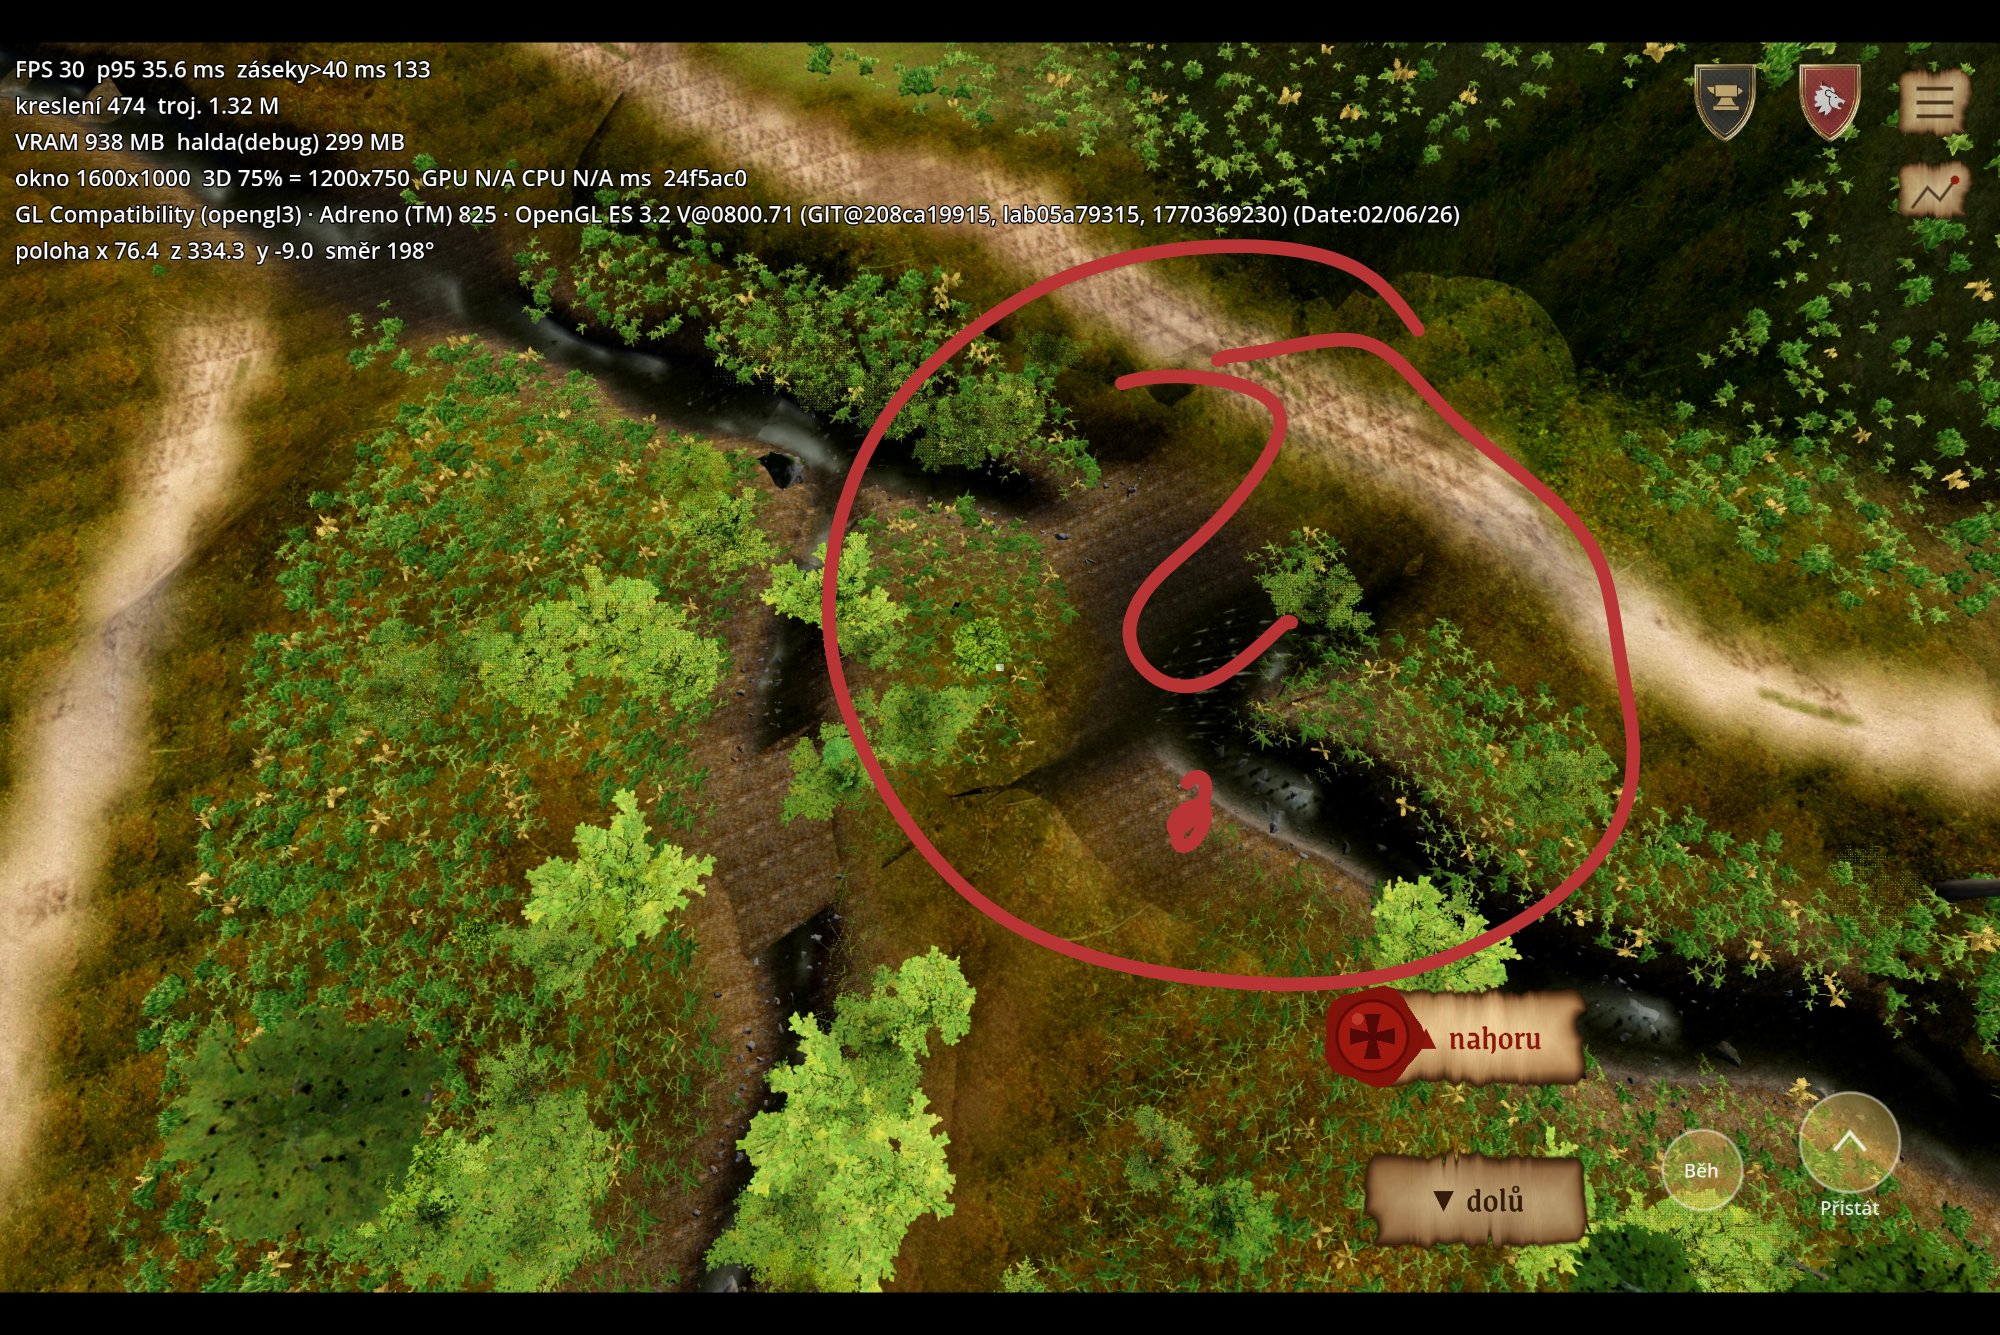 FPS 30 p95 35.6 ms záseky>40 ms 133
kreslení 474 troj. 1.32 M
VRAM 938 MB halda(debug) 299 MB
okno 1600x1000 3D 75% = 1200x750 GPU N/A CPU N/A ms 24f5ac0
GL Compatibility (opengl3) · Adreno (TM) 825 · OpenGL ES 3.2 V@0800.71 (GIT@208ca19915, lab05a79315, 1770369230) (Date:02/06/26)
poloha x 76.4 z 334.3 y -9.0 směr 198°
▲ nahoru
Běh
▼ dolů
Přistát